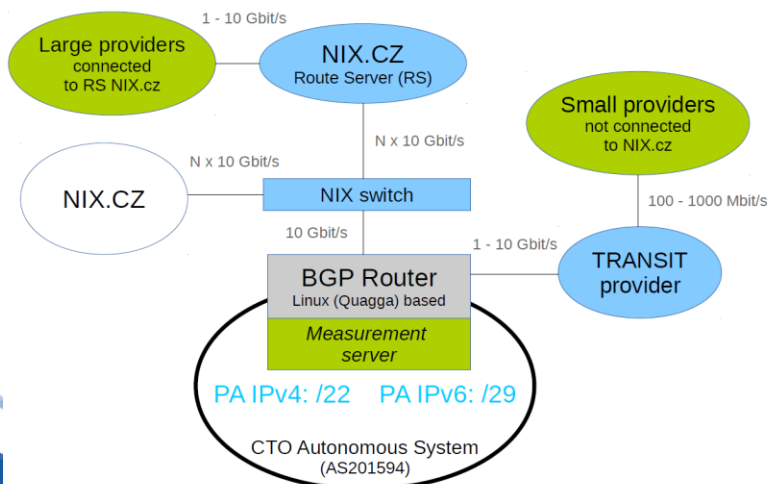 1 - 10 Gbit/s
Large providers
connected
to RS NIX.cz
NIX.CZ
Route Server (RS)
Small providers
not connected
to NIX.cz
N x 10 Gbit/s
N x 10 Gbit/s
NIX.CZ
NIX switch
100 - 1000 Mbit/s
10 Gbit/s
1 - 10 Gbit/s
TRANSIT
provider
BGP Router
Linux (Quagga) based
Measurement
server
PA IPv4: /22 PA IPv6: /29
CTO Autonomous System
(AS201594)